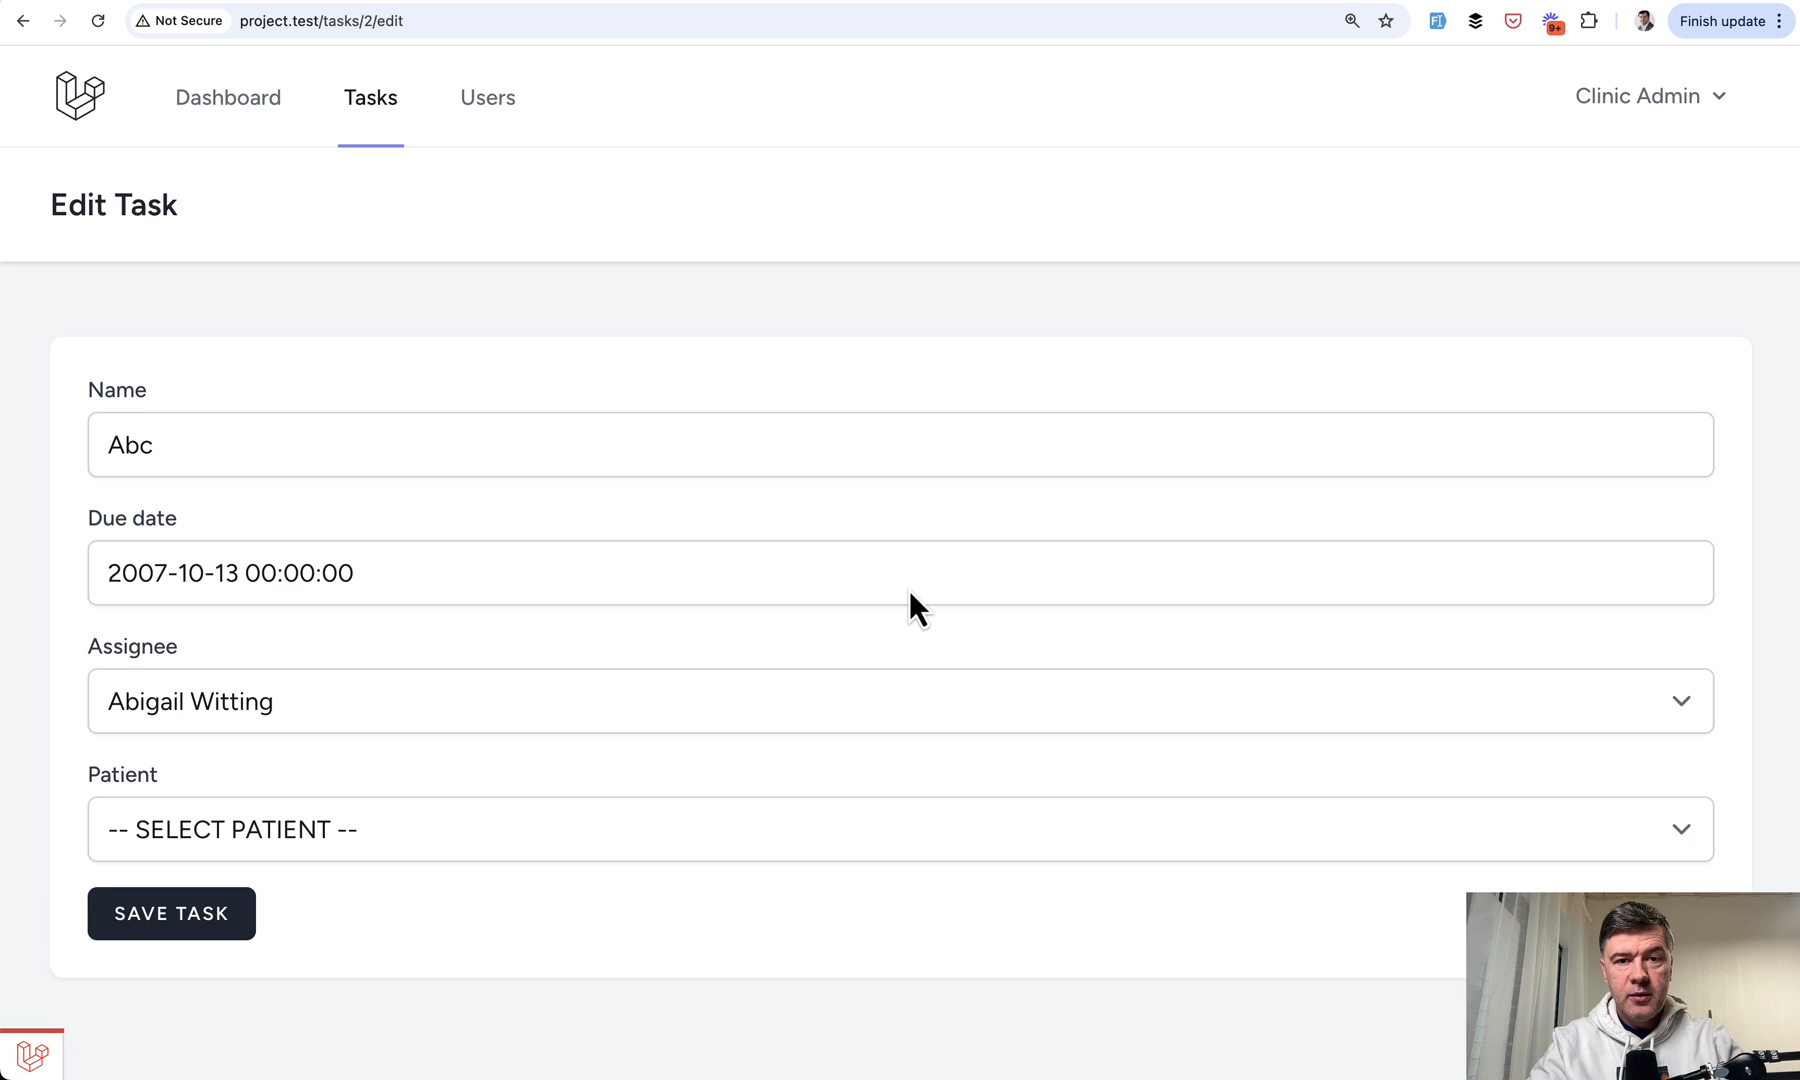 Not Secure project.test/tasks/2/edit
9+
Finish update
Dashboard Tasks Users
Clinic Admin
Edit Task
Name
Abc
Due date
2007-10-13 00:00:00
Assignee
Abigail Witting
Patient
-- SELECT PATIENT --
SAVE TASK